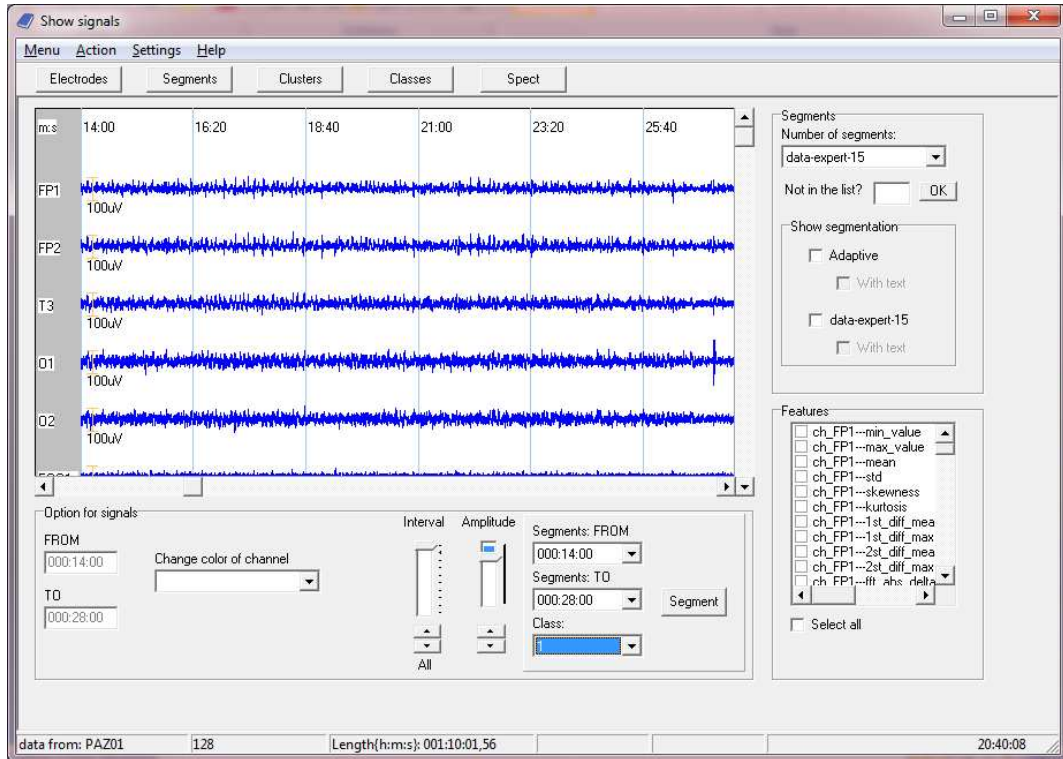 Show signals
Menu Action Settings Help
Electrodes Segments Clusters Classes Spect
m:s 14:00 16:20 18:40 21:00 23:20 25:40
FP1
100uV
FP2
100uV
T3
100uV
O1
100uV
O2
100uV
Segments
Number of segments:
data-expert-15
Not in the list? OK
Show segmentation
Adaptive
With text
data-expert-15
With text
Features
ch_FP1---min_value
ch_FP1---max_value
ch_FP1---mean
ch_FP1---std
ch_FP1---skewness
ch_FP1---kurtosis
ch_FP1---1st_diff_mea
ch_FP1---1st_diff_max
ch_FP1---2st_diff_mea
ch_FP1---2st_diff_max
ch_FP1---fft_abs_delta
Select all
Option for signals
FROM
000:14:00
TO
000:28:00
Change color of channel
Interval
All
Amplitude
Segments: FROM
000:14:00
Segments: TO
000:28:00
Class:
1
Segment
data from: PAZ01 128 Length{h:m:s}: 001:10:01,56 20:40:08